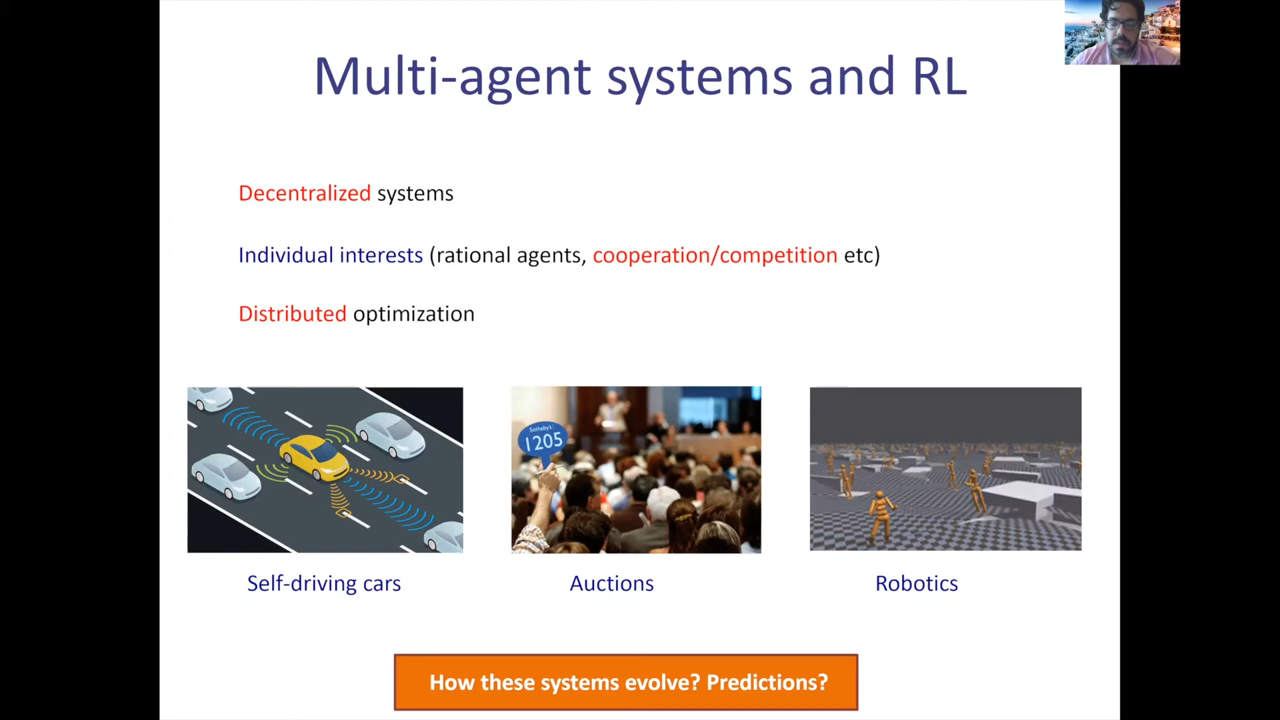 Multi-agent systems and RL
Decentralized systems
Individual interests (rational agents, cooperation/competition etc)
Distributed optimization
Sotheby's
1205
Self-driving cars
Auctions
Robotics
How these systems evolve? Predictions?